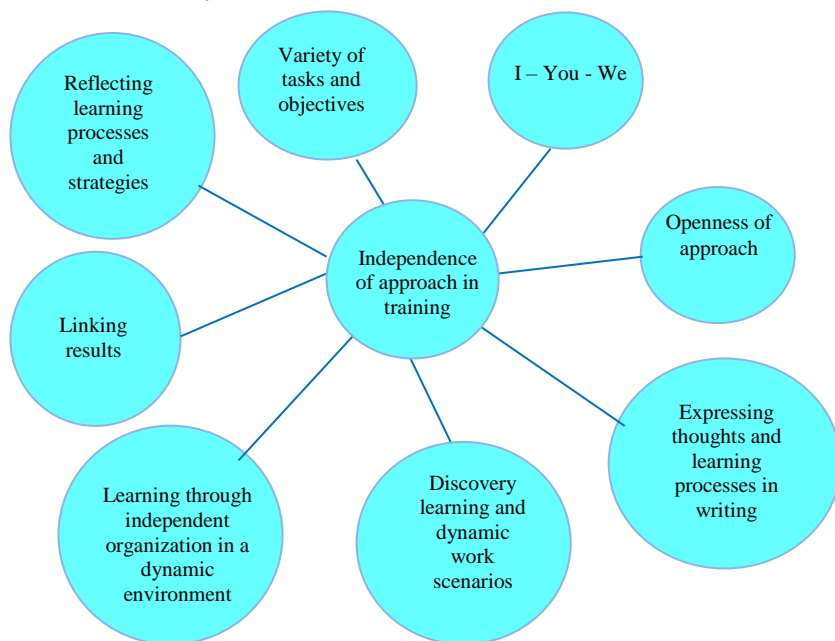 Reflecting
learning
processes
and
strategies
Variety of
tasks and
objectives
I – You - We
Openness of
approach
Independence
of approach in
training
Linking
results
Expressing
thoughts and
learning
processes in
writing
Learning through
independent
organization in a
dynamic
environment
Discovery
learning and
dynamic
work
scenarios